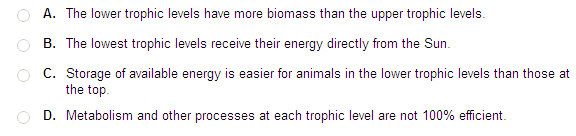 A. The lower trophic levels have more biomass than the upper trophic levels.
B. The lowest trophic levels receive their energy directly from the Sun.
C. Storage of available energy is easier for animals in the lower trophic levels than those at
the top.
D. Metabolism and other processes at each trophic level are not 100% efficient.